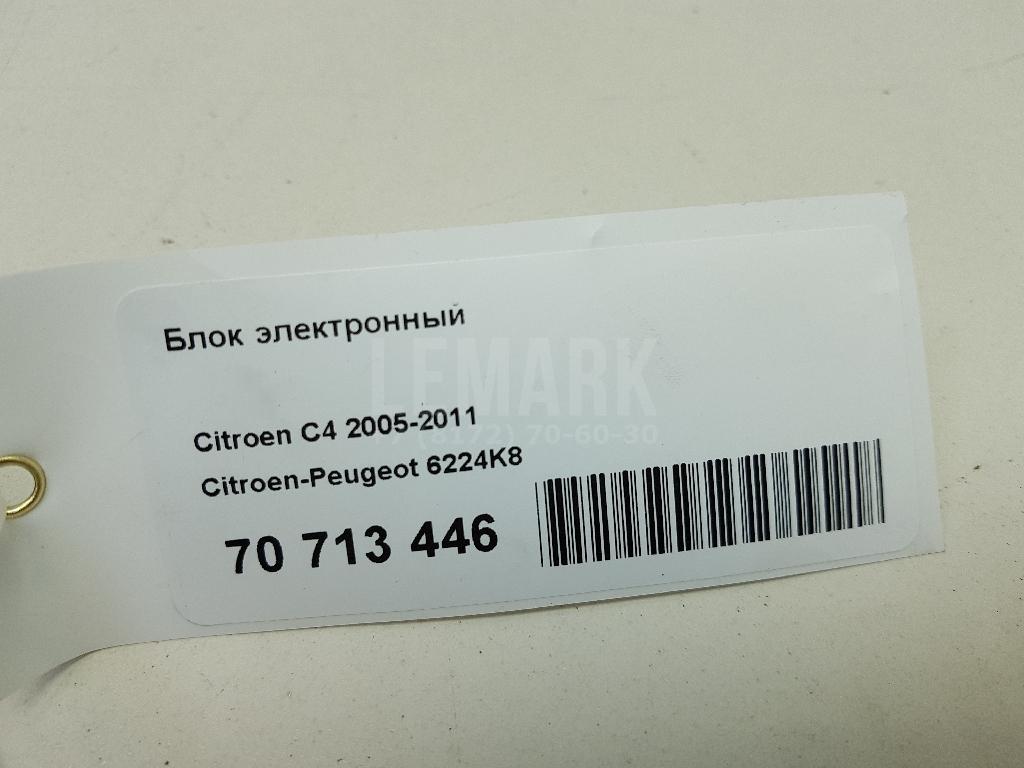 Блок электронный
LEMARK
(8172) 70-60-30
Citroen C4 2005-2011
Citroen-Peugeot 6224K8
70 713 446